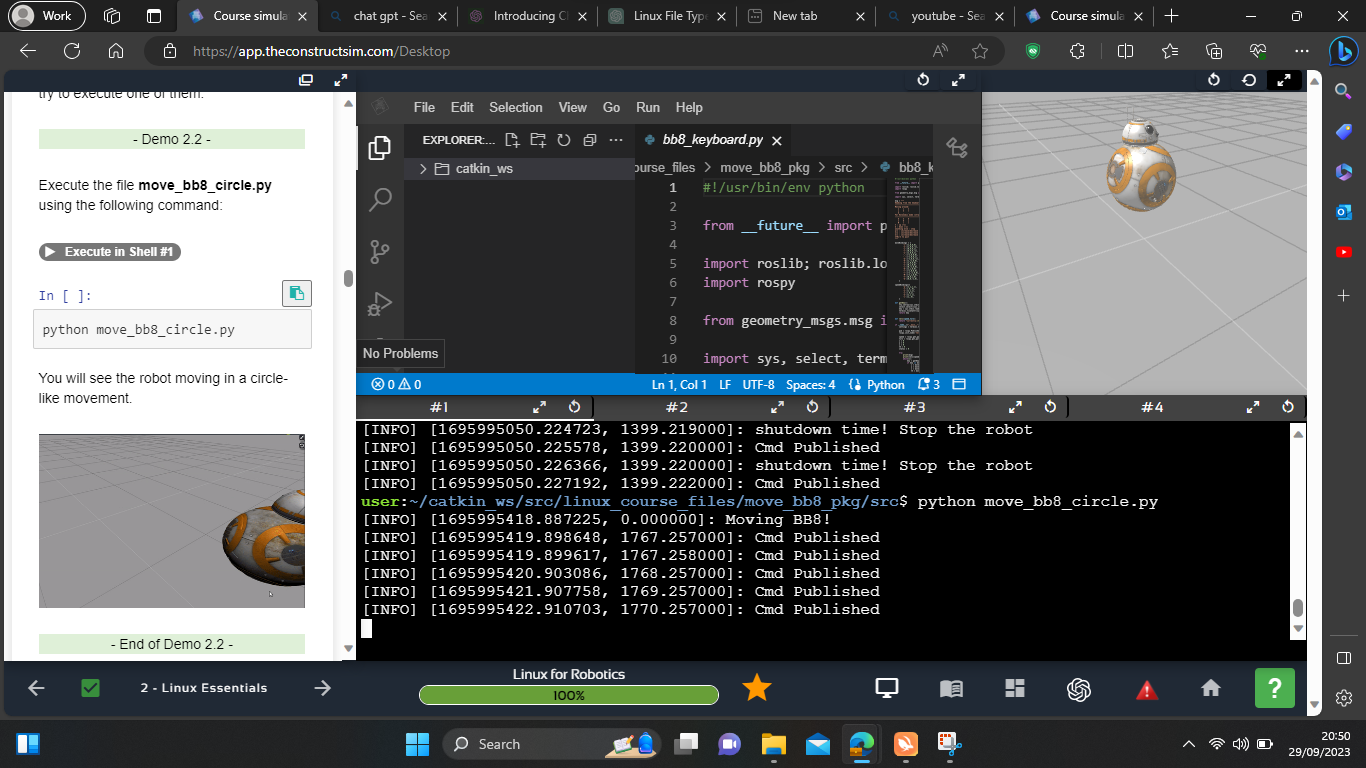 Work
Course simula
chat gpt - Sea
Introducing C
Linux File Type
New tab
youtube - Sea
Course simula
https://app.theconstructsim.com/Desktop
try to execute one of them.
- Demo 2.2 -
Execute the file move_bb8_circle.py
using the following command:
Execute in Shell #1
In [ ]:
python move_bb8_circle.py
You will see the robot moving in a circle-
like movement.
- End of Demo 2.2 -
File Edit Selection View Go Run Help
EXPLORER:...
catkin_ws
No Problems
bb8_keyboard.py
ourse_files > move_bb8_pkg > src > bb8_k
1 #!/usr/bin/env python
2
3 from __future__ import p
4
5 import roslib; roslib.lo
6 import rospy
7
8 from geometry_msgs.msg i
9
10 import sys, select, term
0 0 Ln 1, Col 1 LF UTF-8 Spaces: 4 Python 3
#1 #2 #3 #4
[INFO] [1695995050.224723, 1399.219000]: shutdown time! Stop the robot
[INFO] [1695995050.225578, 1399.220000]: Cmd Published
[INFO] [1695995050.226366, 1399.220000]: shutdown time! Stop the robot
[INFO] [1695995050.227192, 1399.222000]: Cmd Published
user:~/catkin_ws/src/linux_course_files/move_bb8_pkg/src$ python move_bb8_circle.py
[INFO] [1695995418.887225, 0.000000]: Moving BB8!
[INFO] [1695995419.898648, 1767.257000]: Cmd Published
[INFO] [1695995419.899617, 1767.258000]: Cmd Published
[INFO] [1695995420.903086, 1768.257000]: Cmd Published
[INFO] [1695995421.907758, 1769.257000]: Cmd Published
[INFO] [1695995422.910703, 1770.257000]: Cmd Published
2 - Linux Essentials
Linux for Robotics
100%
?
Search
20:50
29/09/2023